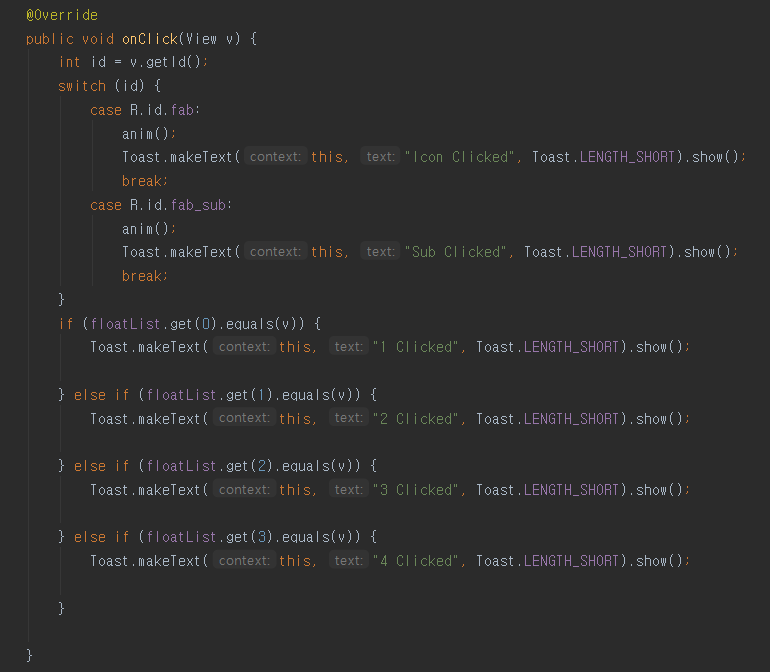 @Override
public void onClick(View v) {
int id = v.getId();
switch (id) {
case R.id.fab:
anim();
Toast.makeText( context: this, text: "Icon Clicked", Toast.LENGTH_SHORT).show();
break;
case R.id.fab_sub:
anim();
Toast.makeText( context: this, text: "Sub Clicked", Toast.LENGTH_SHORT).show();
break;
}
if (floatList.get(0).equals(v)) {
Toast.makeText( context: this, text: "1 Clicked", Toast.LENGTH_SHORT).show();
} else if (floatList.get(1).equals(v)) {
Toast.makeText( context: this, text: "2 Clicked", Toast.LENGTH_SHORT).show();
} else if (floatList.get(2).equals(v)) {
Toast.makeText( context: this, text: "3 Clicked", Toast.LENGTH_SHORT).show();
} else if (floatList.get(3).equals(v)) {
Toast.makeText( context: this, text: "4 Clicked", Toast.LENGTH_SHORT).show();
}
}